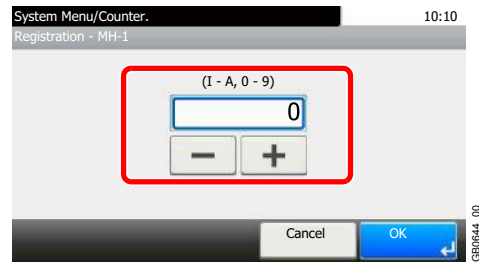 System Menu/Counter.
10:10
Registration - MH-1
(I - A, 0 - 9)
0
− +
Cancel
OK
GB0644_00